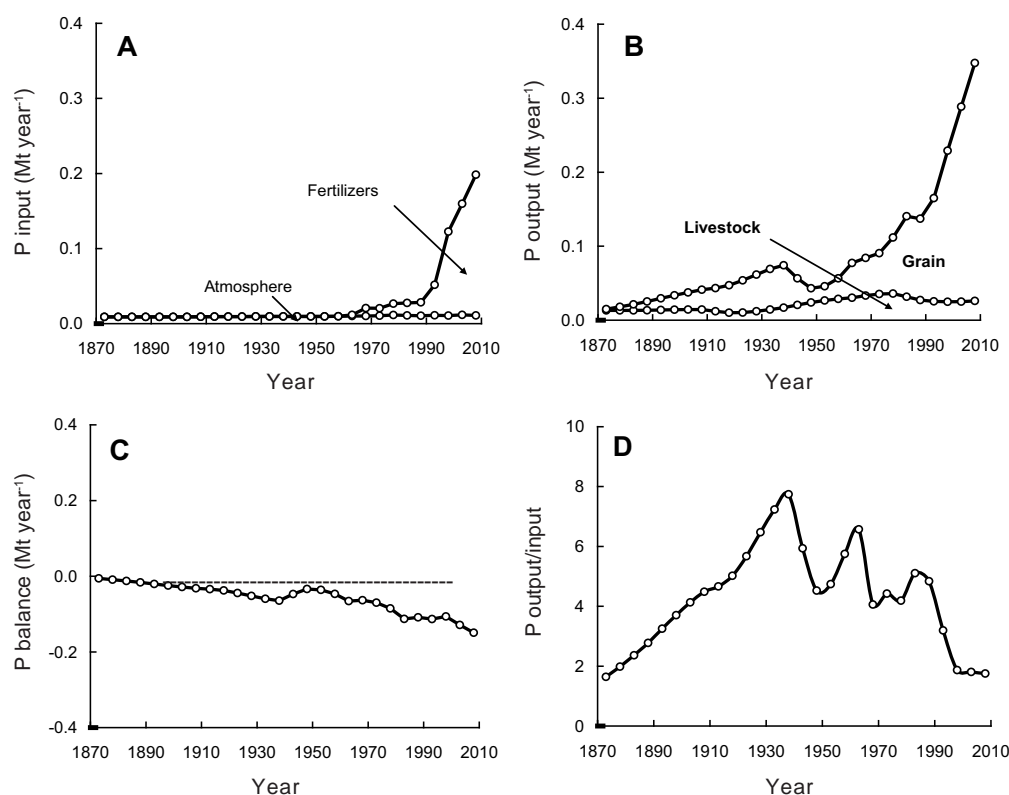 A
P input (Mt year⁻¹)
0.4
0.3
0.2
0.1
0.0
Fertilizers
Atmosphere
1870 1890 1910 1930 1950 1970 1990 2010
Year
B
P output (Mt year⁻¹)
0.4
0.3
0.2
0.1
0.0
Livestock
Grain
1870 1890 1910 1930 1950 1970 1990 2010
Year
C
P balance (Mt year⁻¹)
0.4
0.2
0.0
-0.2
-0.4
1870 1890 1910 1930 1950 1970 1990 2010
Year
D
P output/input
10
8
6
4
2
0
1870 1890 1910 1930 1950 1970 1990 2010
Year